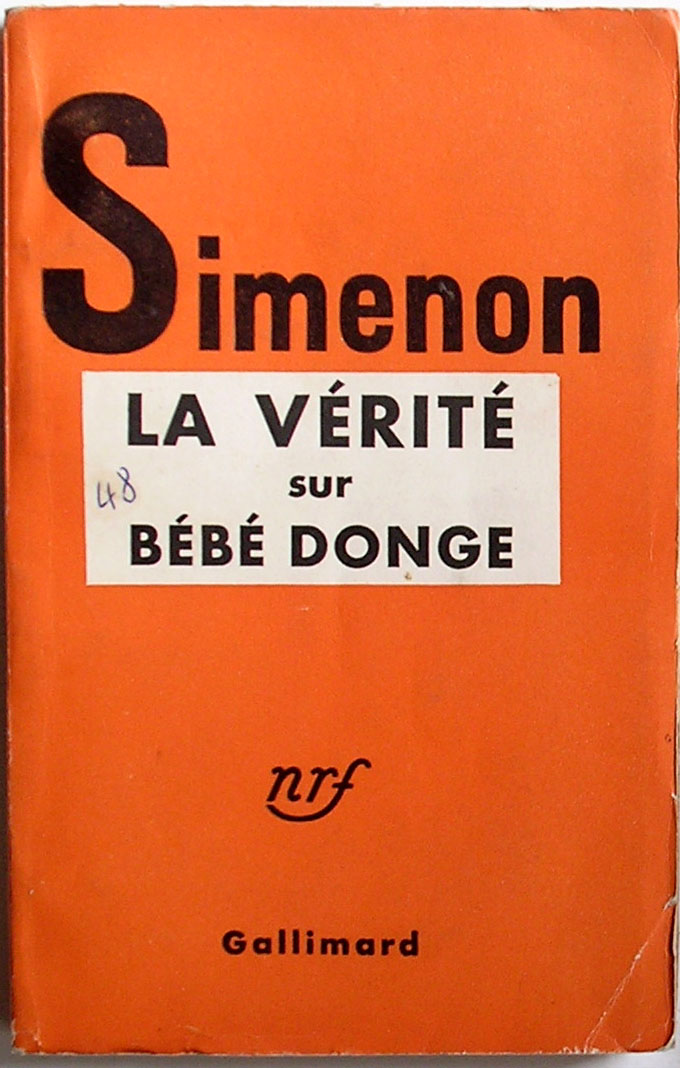 Simenon
LA VÉRITÉ
sur
48
BÉBÉ DONGE
nrf
Gallimard